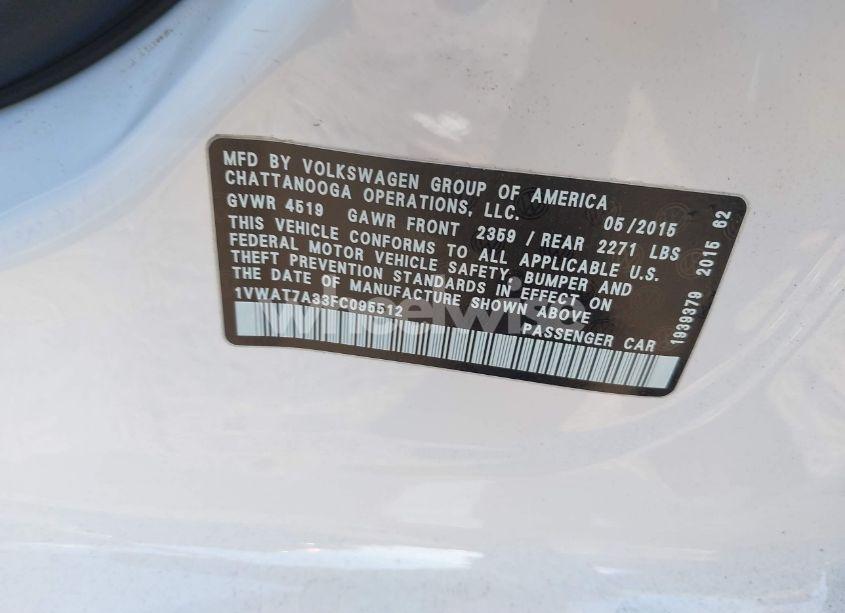 MFD BY VOLKSWAGEN GROUP OF AMERICA
CHATTANOOGA OPERATIONS, LLC. 05/2015
GVWR 4519 GAWR FRONT 2359 / REAR 2271 LBS
THIS VEHICLE CONFORMS TO ALL APPLICABLE U.S.
FEDERAL MOTOR VEHICLE SAFETY, BUMPER AND
THEFT PREVENTION STANDARDS IN EFFECT ON
THE DATE OF MANUFACTURE SHOWN ABOVE
1VWAT7A33FC095512 PASSENGER CAR
1939379 2015 62
wheelwise